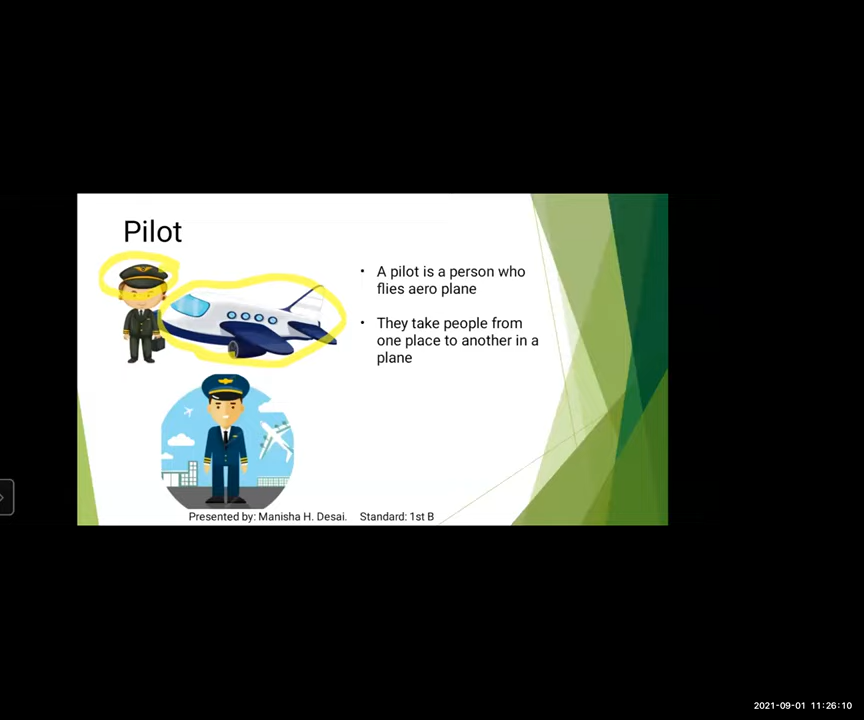 Pilot
• A pilot is a person who
flies aero plane
• They take people from
one place to another in a
plane
Presented by: Manisha H. Desai. Standard: 1st B
2021-09-01 11:26:10